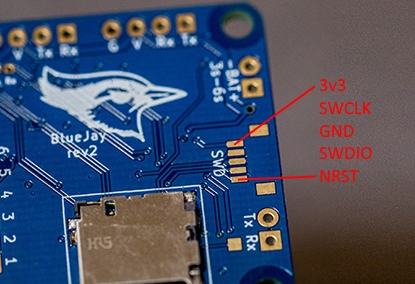 V Tx Rx
G V Rx Tx
-BAT+
3s-6s
BlueJay
rev2
SWD
3v3
SWCLK
GND
SWDIO
NRST
6 5 4 3 2 1
Tx Rx
HRS